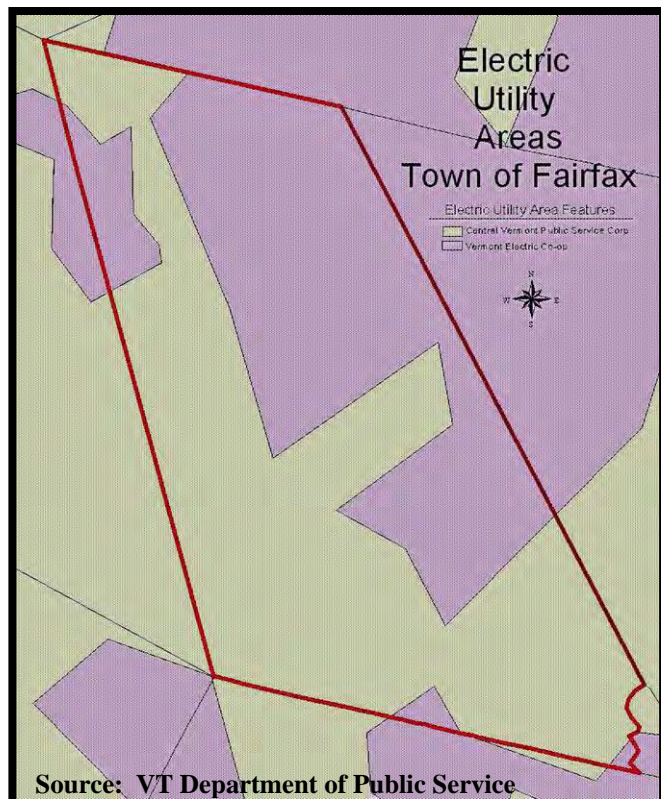 Electric
Utility
Areas
Town of Fairfax
Electric Utility Area Features
Central Vermont Public Service Corp
Vermont Electric Co-op
N
W E
S
Source: VT Department of Public Service